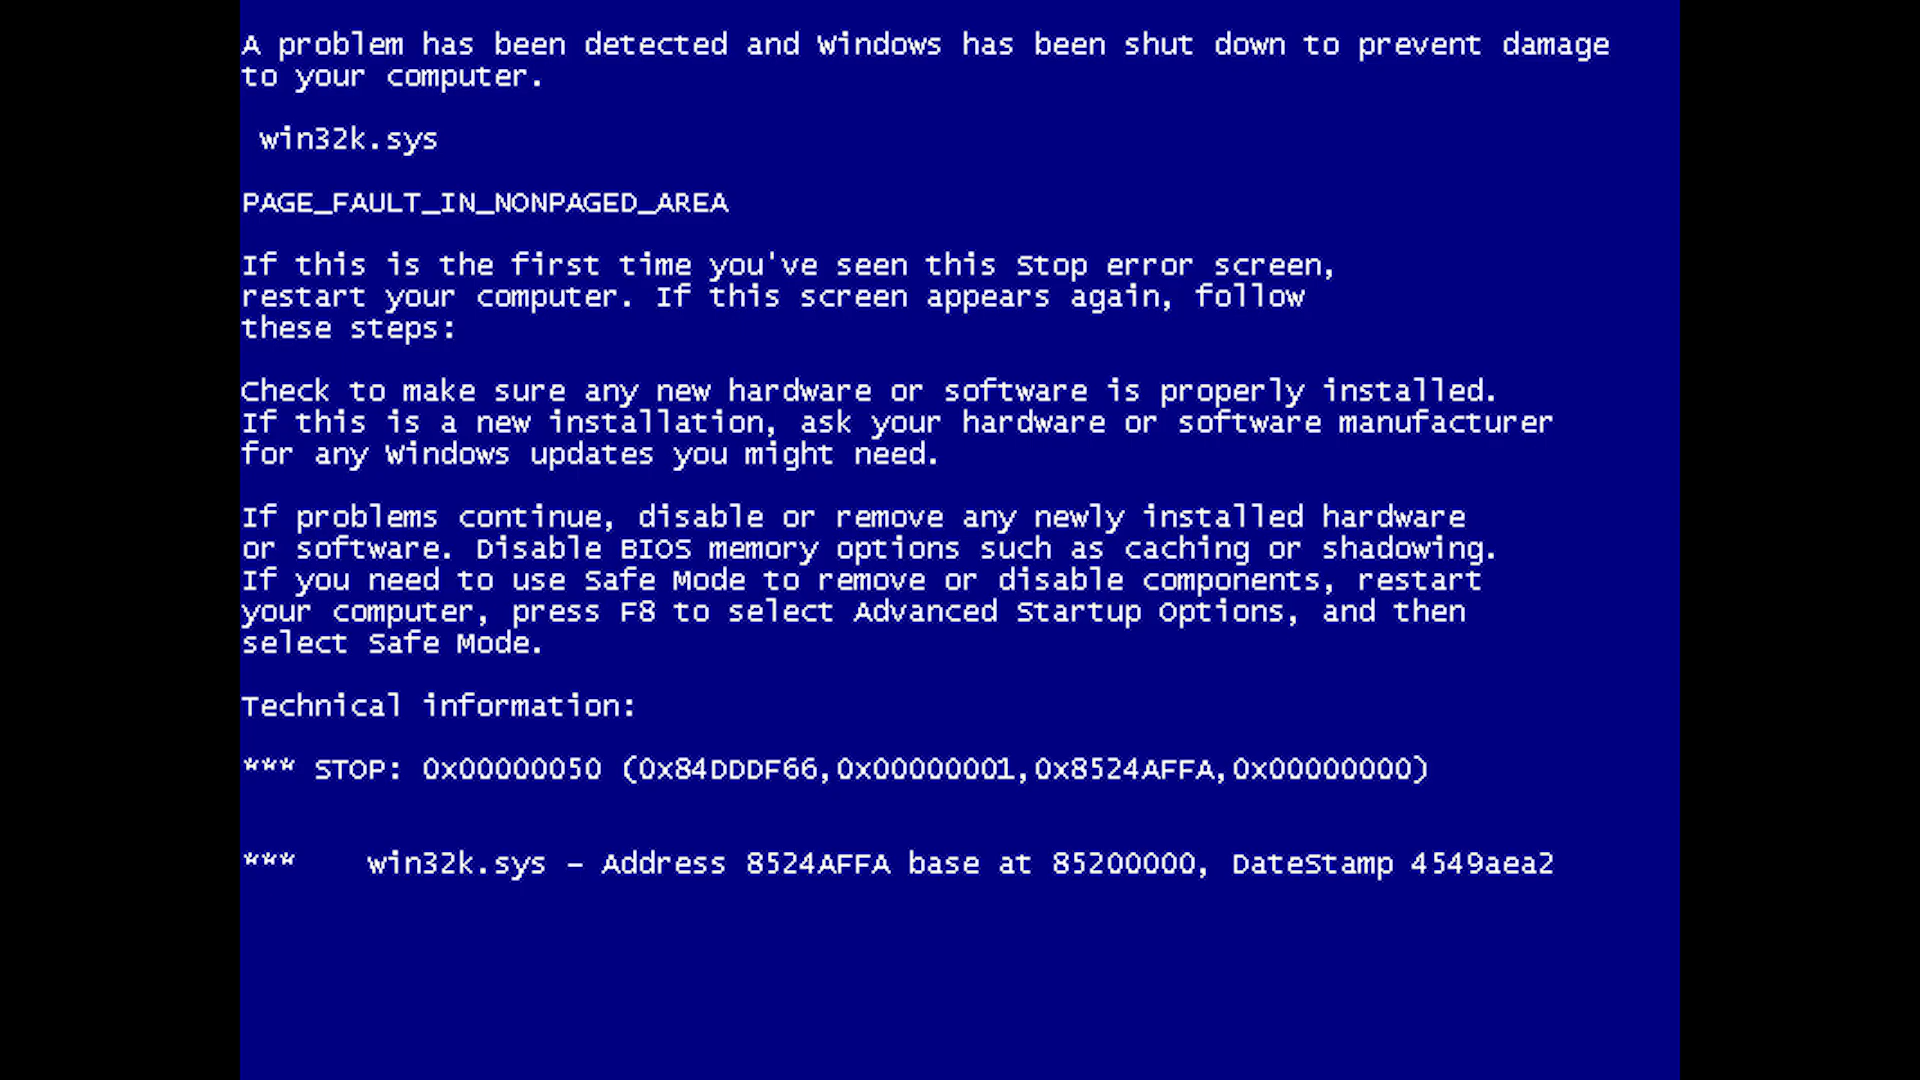 A problem has been detected and Windows has been shut down to prevent damage
to your computer.
win32k.sys
PAGE_FAULT_IN_NONPAGED_AREA
If this is the first time you've seen this Stop error screen,
restart your computer. If this screen appears again, follow
these steps:
Check to make sure any new hardware or software is properly installed.
If this is a new installation, ask your hardware or software manufacturer
for any Windows updates you might need.
If problems continue, disable or remove any newly installed hardware
or software. Disable BIOS memory options such as caching or shadowing.
If you need to use Safe Mode to remove or disable components, restart
your computer, press F8 to select Advanced Startup Options, and then
select Safe Mode.
Technical information:
*** STOP: 0x00000050 (0x84DDDF66,0x00000001,0x8524AFFA,0x00000000)
*** win32k.sys – Address 8524AFFA base at 85200000, DateStamp 4549aea2